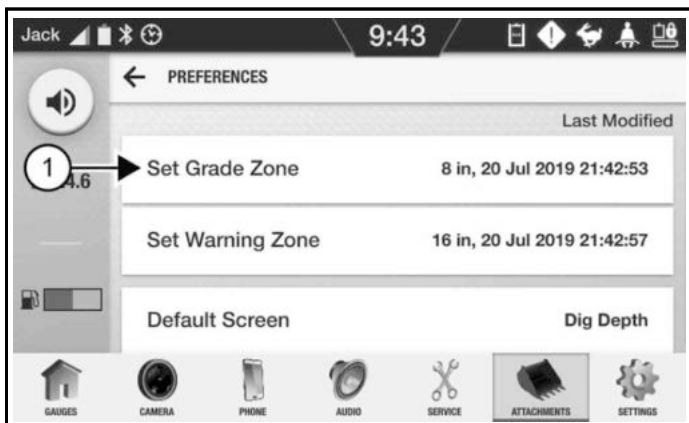 Jack 9:43
← PREFERENCES
Last Modified
1
4.6
Set Grade Zone 8 in, 20 Jul 2019 21:42:53
Set Warning Zone 16 in, 20 Jul 2019 21:42:57
Default Screen Dig Depth
GAUGES CAMERA PHONE AUDIO SERVICE ATTACHMENTS SETTINGS